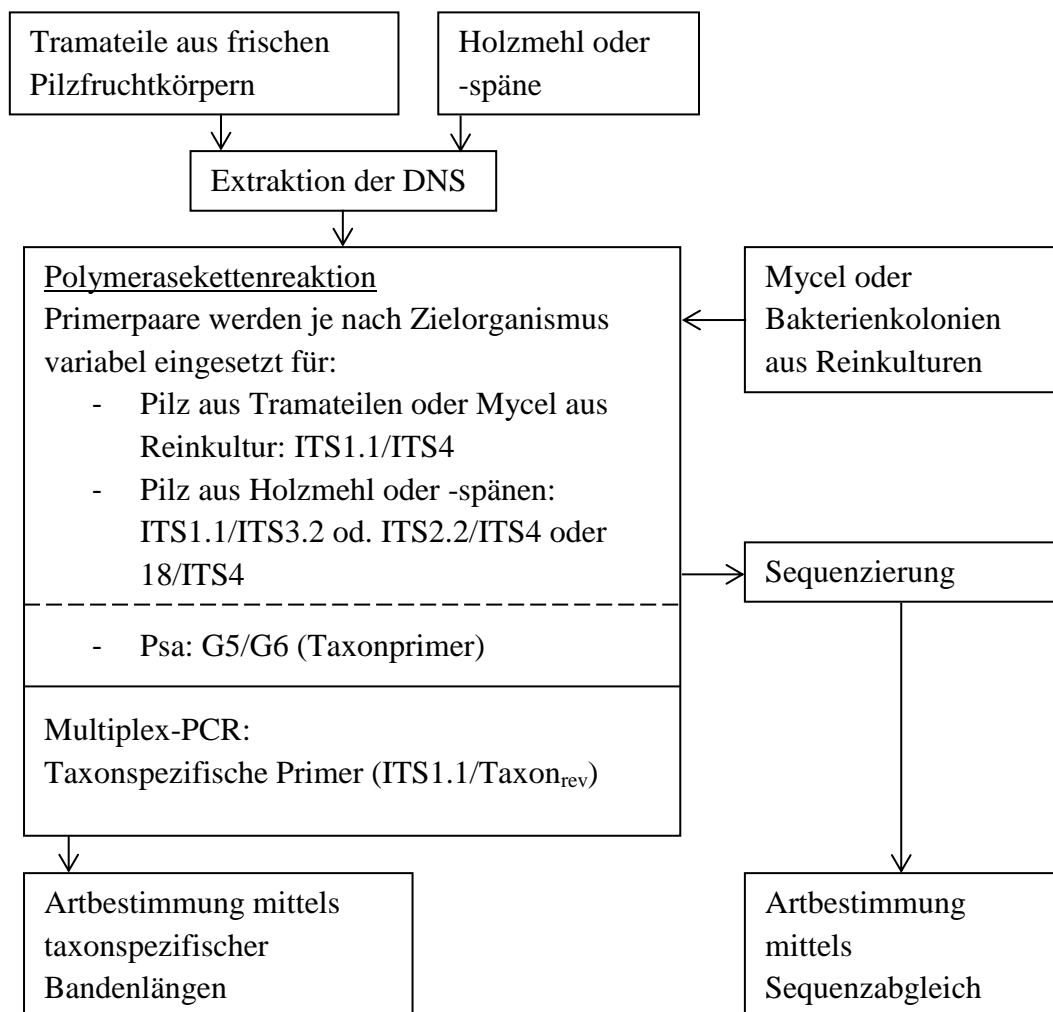 Tramateile aus frischen
Pilzfruchtkörpern
Holzmehl oder
-späne
Extraktion der DNS
Polymerasekettenreaktion
Primerpaare werden je nach Zielorganismus
variabel eingesetzt für:
- Pilz aus Tramateilen oder Mycel aus
Reinkultur: ITS1.1/ITS4
- Pilz aus Holzmehl oder -spänen:
ITS1.1/ITS3.2 od. ITS2.2/ITS4 oder
18/ITS4
- Psa: G5/G6 (Taxonprimer)
Multiplex-PCR:
Taxonspezifische Primer (ITS1.1/Taxonrev)
Mycel oder
Bakterienkolonien
aus Reinkulturen
Sequenzierung
Artbestimmung mittels
taxonspezifischer
Bandenlängen
Artbestimmung
mittels
Sequenzabgleich